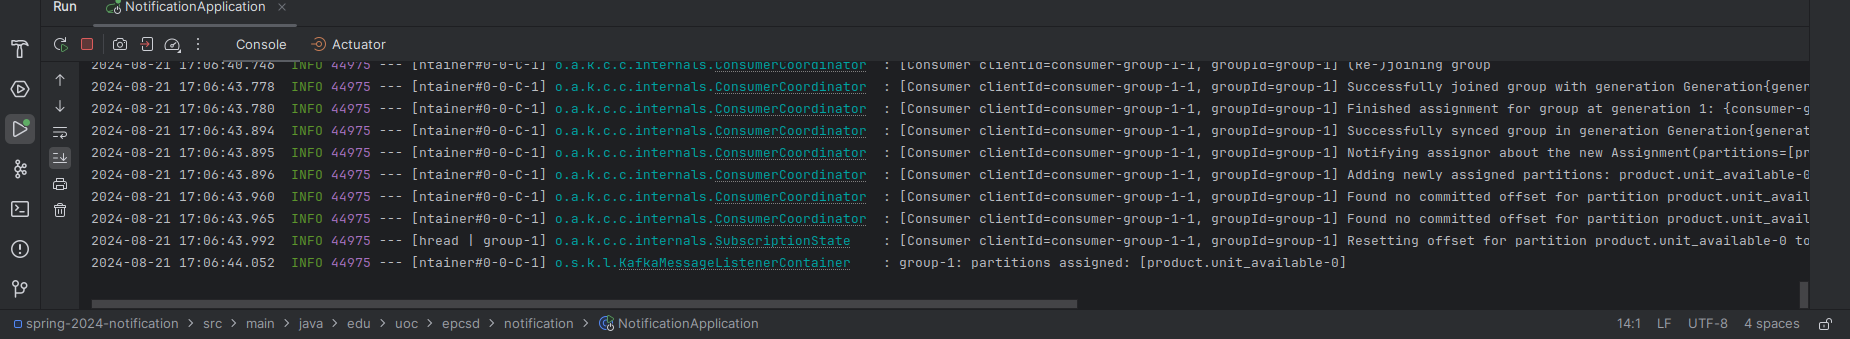 Run NotificationApplication
Console Actuator
2024-08-21 17:06:40.746 INFO 44975 --- [ntainer#0-0-C-1] o.a.k.c.c.internals.ConsumerCoordinator : [Consumer clientId=consumer-group-1-1, groupId=group-1] (Re-)joining group
2024-08-21 17:06:43.778 INFO 44975 --- [ntainer#0-0-C-1] o.a.k.c.c.internals.ConsumerCoordinator : [Consumer clientId=consumer-group-1-1, groupId=group-1] Successfully joined group with generation Generation{gener
2024-08-21 17:06:43.780 INFO 44975 --- [ntainer#0-0-C-1] o.a.k.c.c.internals.ConsumerCoordinator : [Consumer clientId=consumer-group-1-1, groupId=group-1] Finished assignment for group at generation 1: {consumer-g
2024-08-21 17:06:43.894 INFO 44975 --- [ntainer#0-0-C-1] o.a.k.c.c.internals.ConsumerCoordinator : [Consumer clientId=consumer-group-1-1, groupId=group-1] Successfully synced group in generation Generation{generat
2024-08-21 17:06:43.895 INFO 44975 --- [ntainer#0-0-C-1] o.a.k.c.c.internals.ConsumerCoordinator : [Consumer clientId=consumer-group-1-1, groupId=group-1] Notifying assignor about the new Assignment(partitions=[pr
2024-08-21 17:06:43.896 INFO 44975 --- [ntainer#0-0-C-1] o.a.k.c.c.internals.ConsumerCoordinator : [Consumer clientId=consumer-group-1-1, groupId=group-1] Adding newly assigned partitions: product.unit_available-0
2024-08-21 17:06:43.960 INFO 44975 --- [ntainer#0-0-C-1] o.a.k.c.c.internals.ConsumerCoordinator : [Consumer clientId=consumer-group-1-1, groupId=group-1] Found no committed offset for partition product.unit_avail
2024-08-21 17:06:43.965 INFO 44975 --- [ntainer#0-0-C-1] o.a.k.c.c.internals.ConsumerCoordinator : [Consumer clientId=consumer-group-1-1, groupId=group-1] Found no committed offset for partition product.unit_avail
2024-08-21 17:06:43.992 INFO 44975 --- [hread | group-1] o.a.k.c.c.internals.SubscriptionState : [Consumer clientId=consumer-group-1-1, groupId=group-1] Resetting offset for partition product.unit_available-0 to
2024-08-21 17:06:44.052 INFO 44975 --- [ntainer#0-0-C-1] o.s.k.l.KafkaMessageListenerContainer : group-1: partitions assigned: [product.unit_available-0]
spring-2024-notification > src > main > java > edu > uoc > epcsd > notification > NotificationApplication 14:1 LF UTF-8 4 spaces